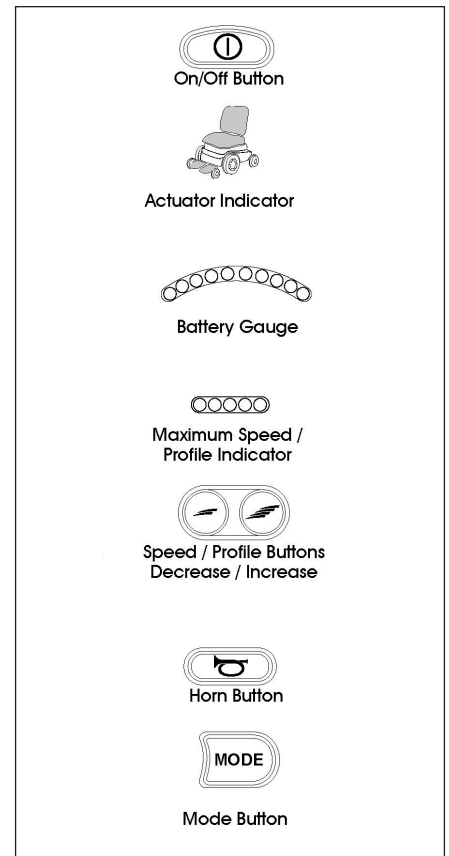 On/Off Button
Actuator Indicator
Battery Gauge
Maximum Speed /
Profile Indicator
Speed / Profile Buttons
Decrease / Increase
Horn Button
MODE
Mode Button